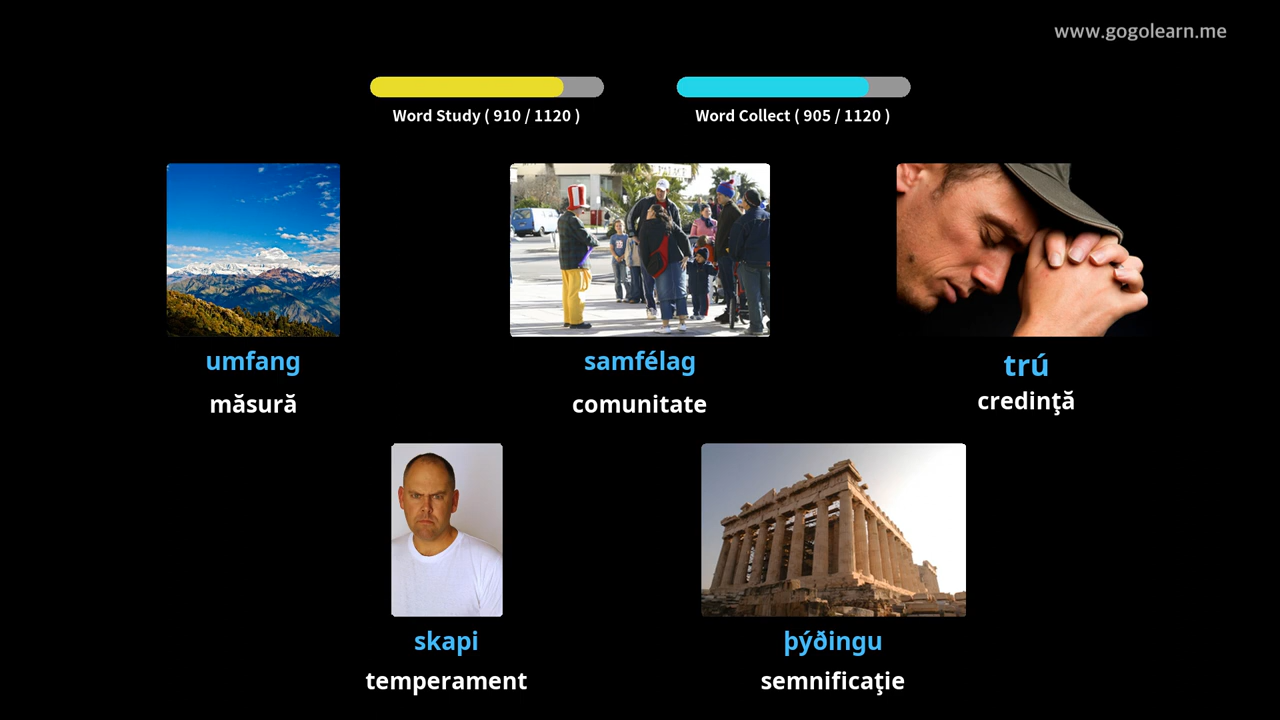 www.gogolearn.me
Word Study ( 910 / 1120 )
Word Collect ( 905 / 1120 )
umfang
măsură
samfélag
comunitate
trú
credinţă
skapi
temperament
þýðingu
semnificaţie